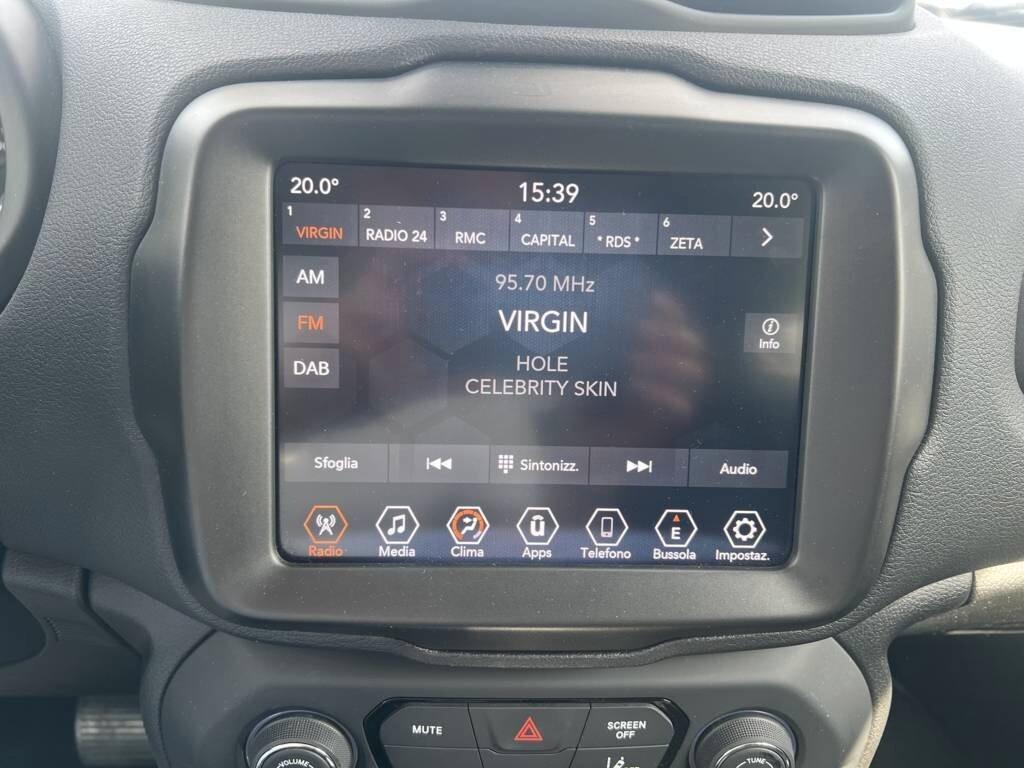 20.0° 15:39 20.0°
1 VIRGIN 2 RADIO 24 3 RMC 4 CAPITAL 5 * RDS * 6 ZETA
AM
95.70 MHz
FM
VIRGIN
Info
DAB
HOLE
CELEBRITY SKIN
Sfoglia Sintonizz. Audio
Radio Media Clima Apps Telefono E Bussola Impostaz.
MUTE SCREEN
OFF
VOLUME TUNE